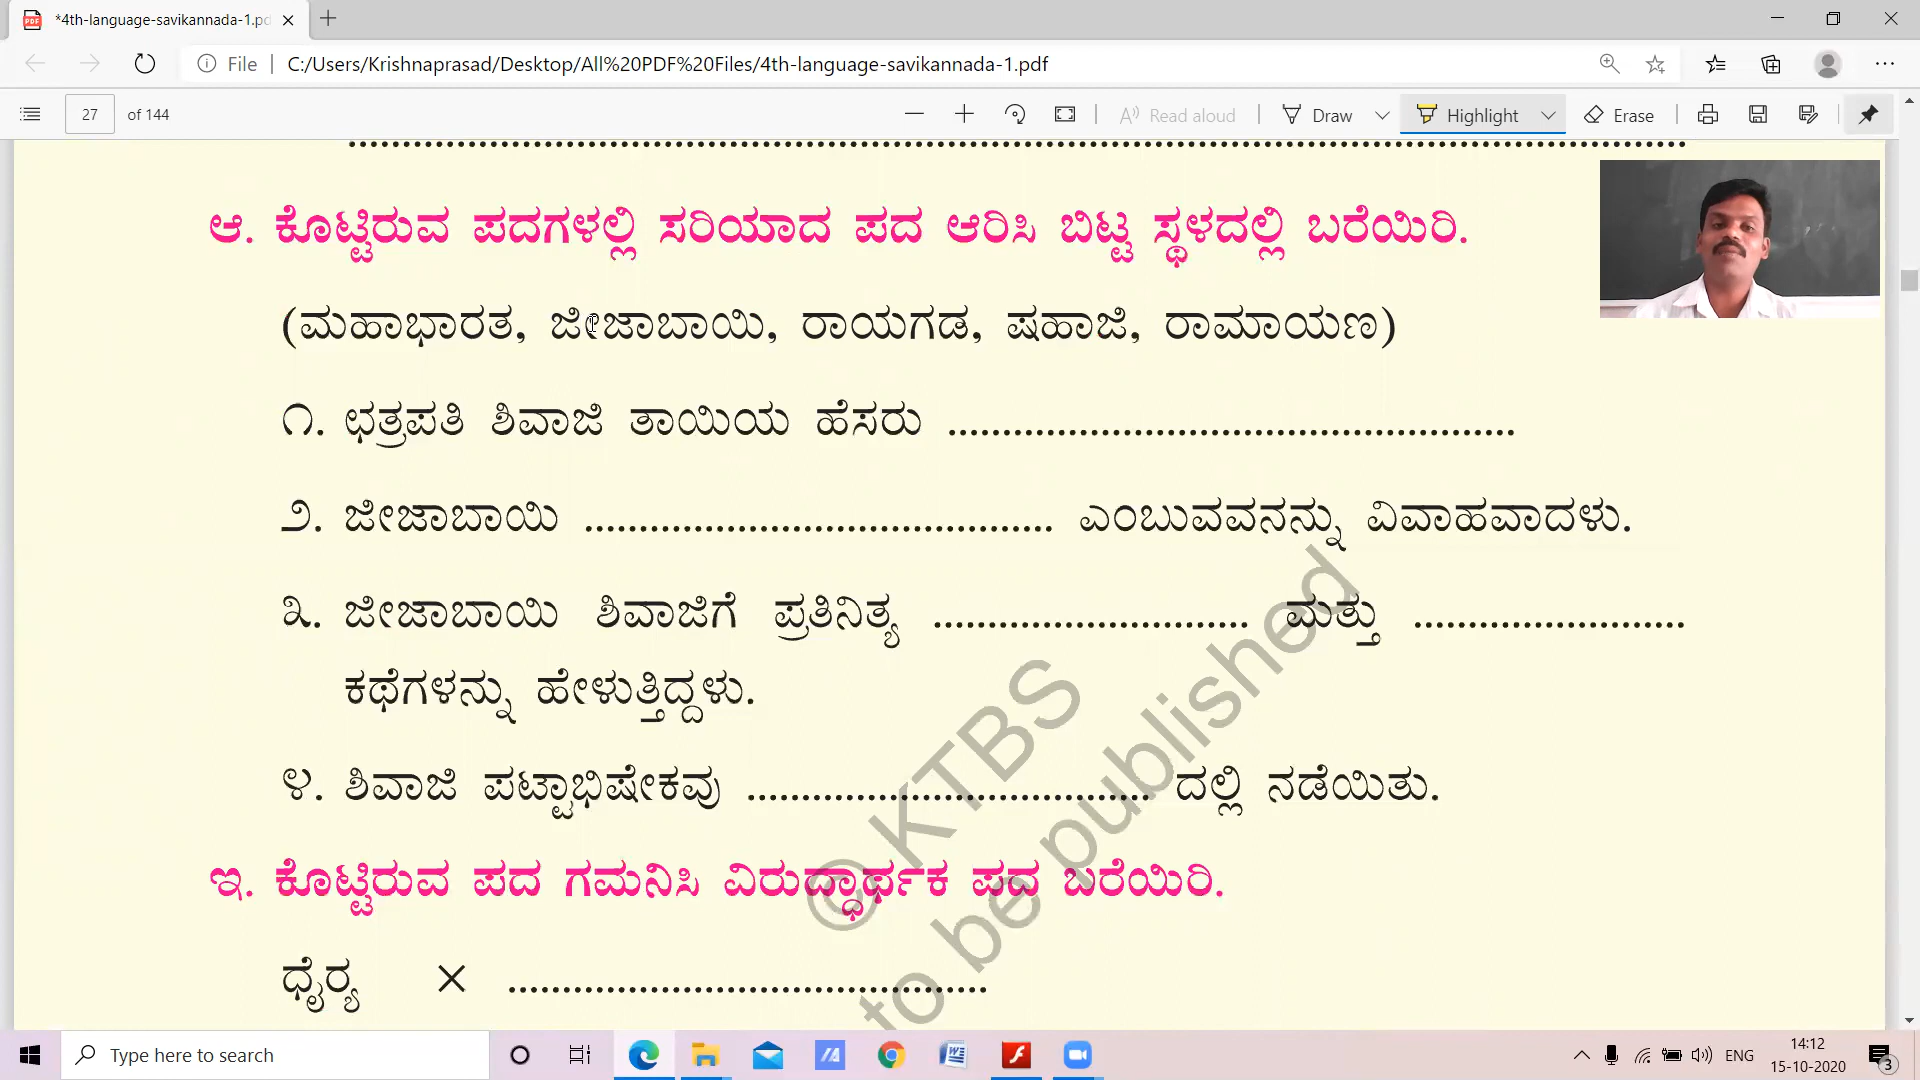 *4th-language-savikannada-1.pd
File
C:/Users/Krishnaprasad/Desktop/All%20PDF%20Files/4th-language-savikannada-1.pdf
27 of 144
Read aloud
Draw
Highlight
Erase
ಆ. ಕೊಟ್ಟಿರುವ ಪದಗಳಲ್ಲಿ ಸರಿಯಾದ ಪದ ಆರಿಸಿ ಬಿಟ್ಟ ಸ್ಥಳದಲ್ಲಿ ಬರೆಯಿರಿ.
(ಮಹಾಭಾರತ, ಜೀಜಾಬಾಯಿ, ರಾಯಗಡ, ಷಹಾಜಿ, ರಾಮಾಯಣ)
೧. ಛತ್ರಪತಿ ಶಿವಾಜಿ ತಾಯಿಯ ಹೆಸರು ....................................................
೨. ಜೀಜಾಬಾಯಿ ........................................... ಎಂಬುವವನನ್ನು ವಿವಾಹವಾದಳು.
೩. ಜೀಜಾಬಾಯಿ ಶಿವಾಜಿಗೆ ಪ್ರತಿನಿತ್ಯ ............................. ಮತ್ತು .........................
ಕಥೆಗಳನ್ನು ಹೇಳುತ್ತಿದ್ದಳು.
೪. ಶಿವಾಜಿ ಪಟ್ಟಾಭಿಷೇಕವು ..................................... ದಲ್ಲಿ ನಡೆಯಿತು.
ಇ. ಕೊಟ್ಟಿರುವ ಪದ ಗಮನಿಸಿ ವಿರುದ್ಧಾರ್ಥಕ ಪದ ಬರೆಯಿರಿ.
ಧೈರ್‍ಯ × ............................................
© KTBS
to be published
Type here to search
ENG
14:12
15-10-2020
3